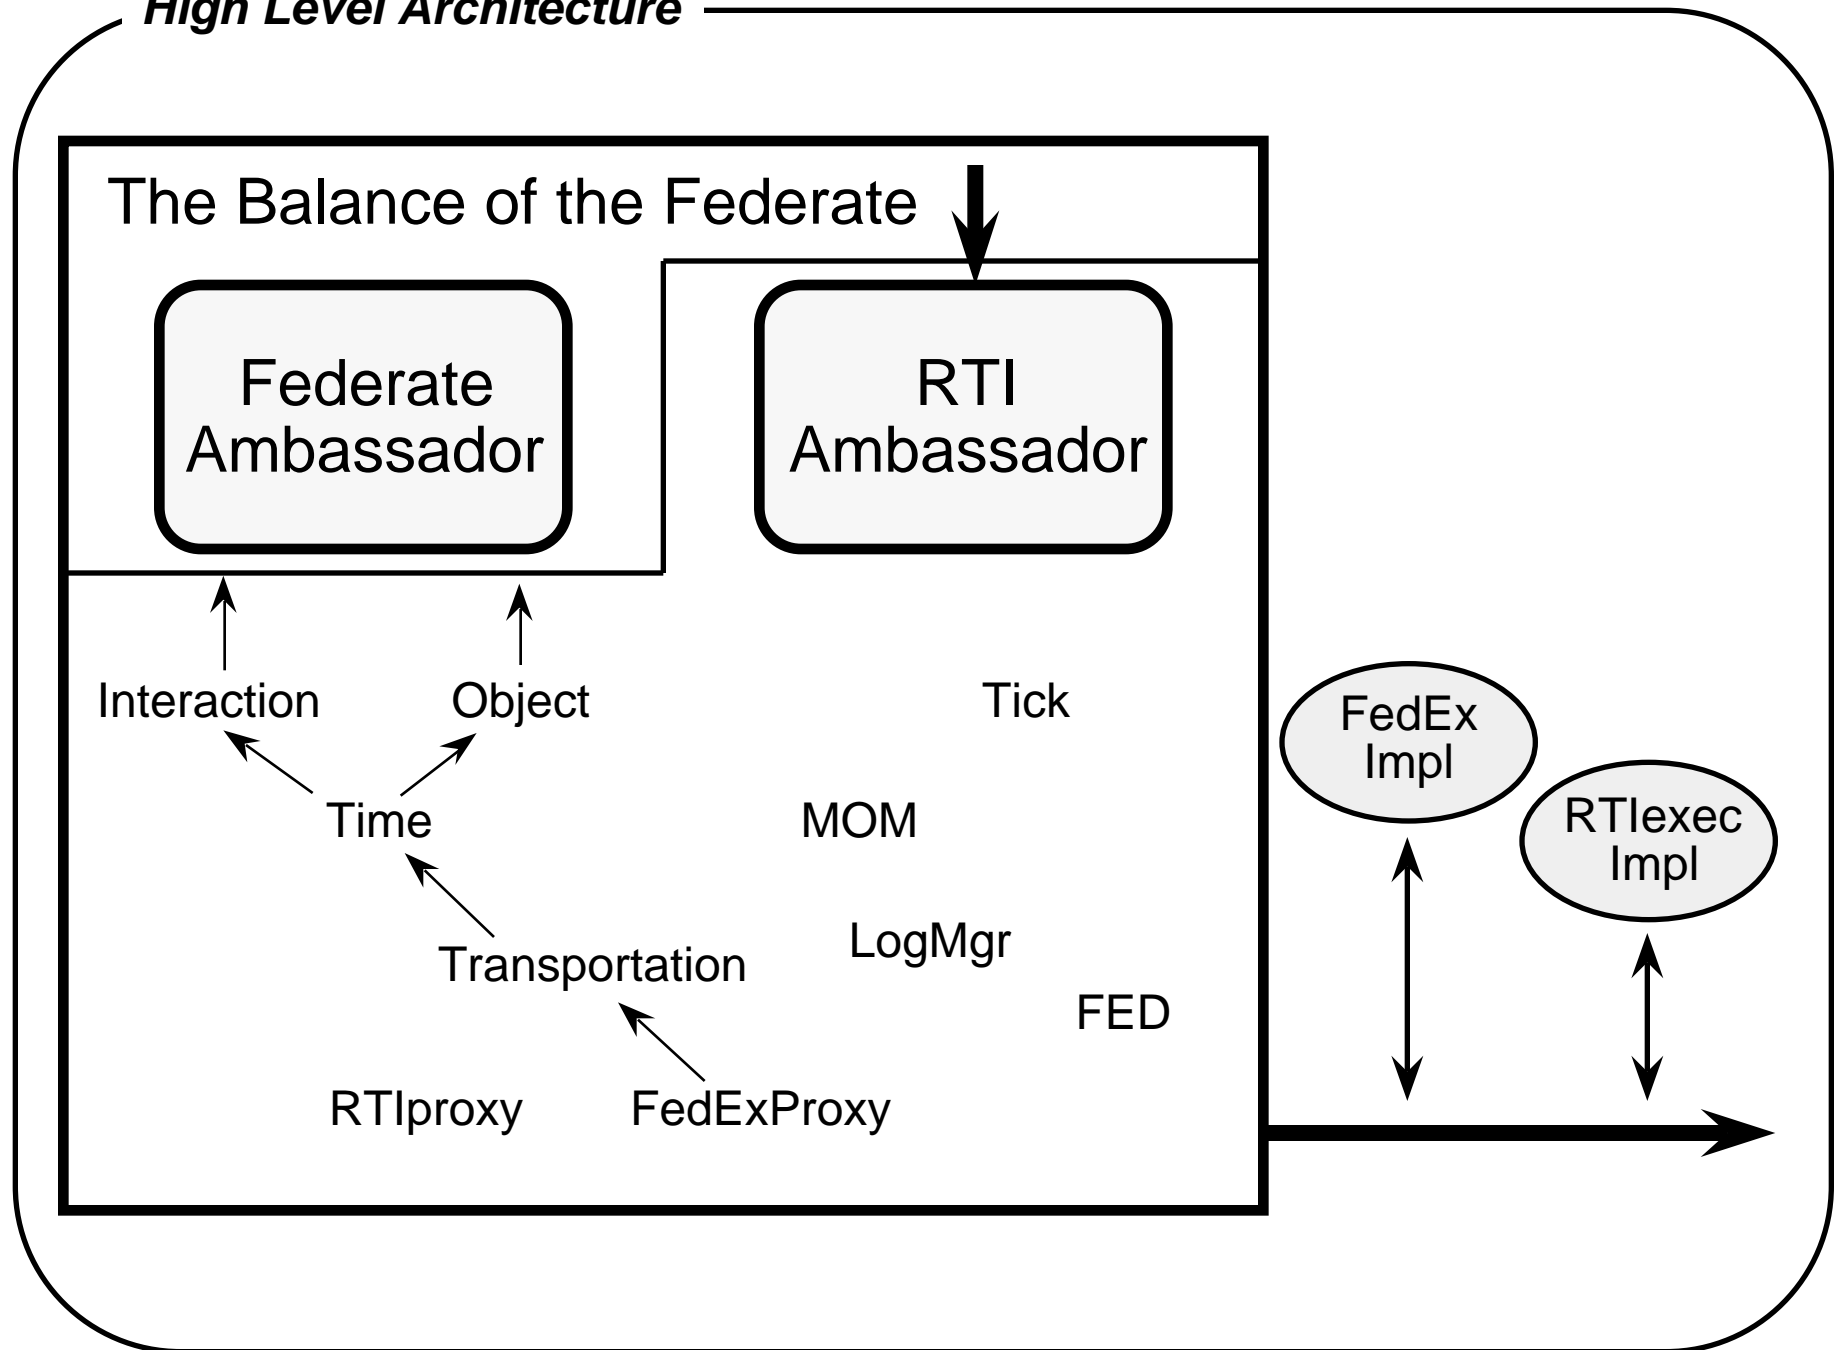 High Level Architecture
The Balance of the Federate
Federate
Ambassador
RTI
Ambassador
Interaction
Object
Tick
FedEx
Impl
Time
MOM
RTIexec
Impl
Transportation
LogMgr
FED
RTIproxy
FedExProxy